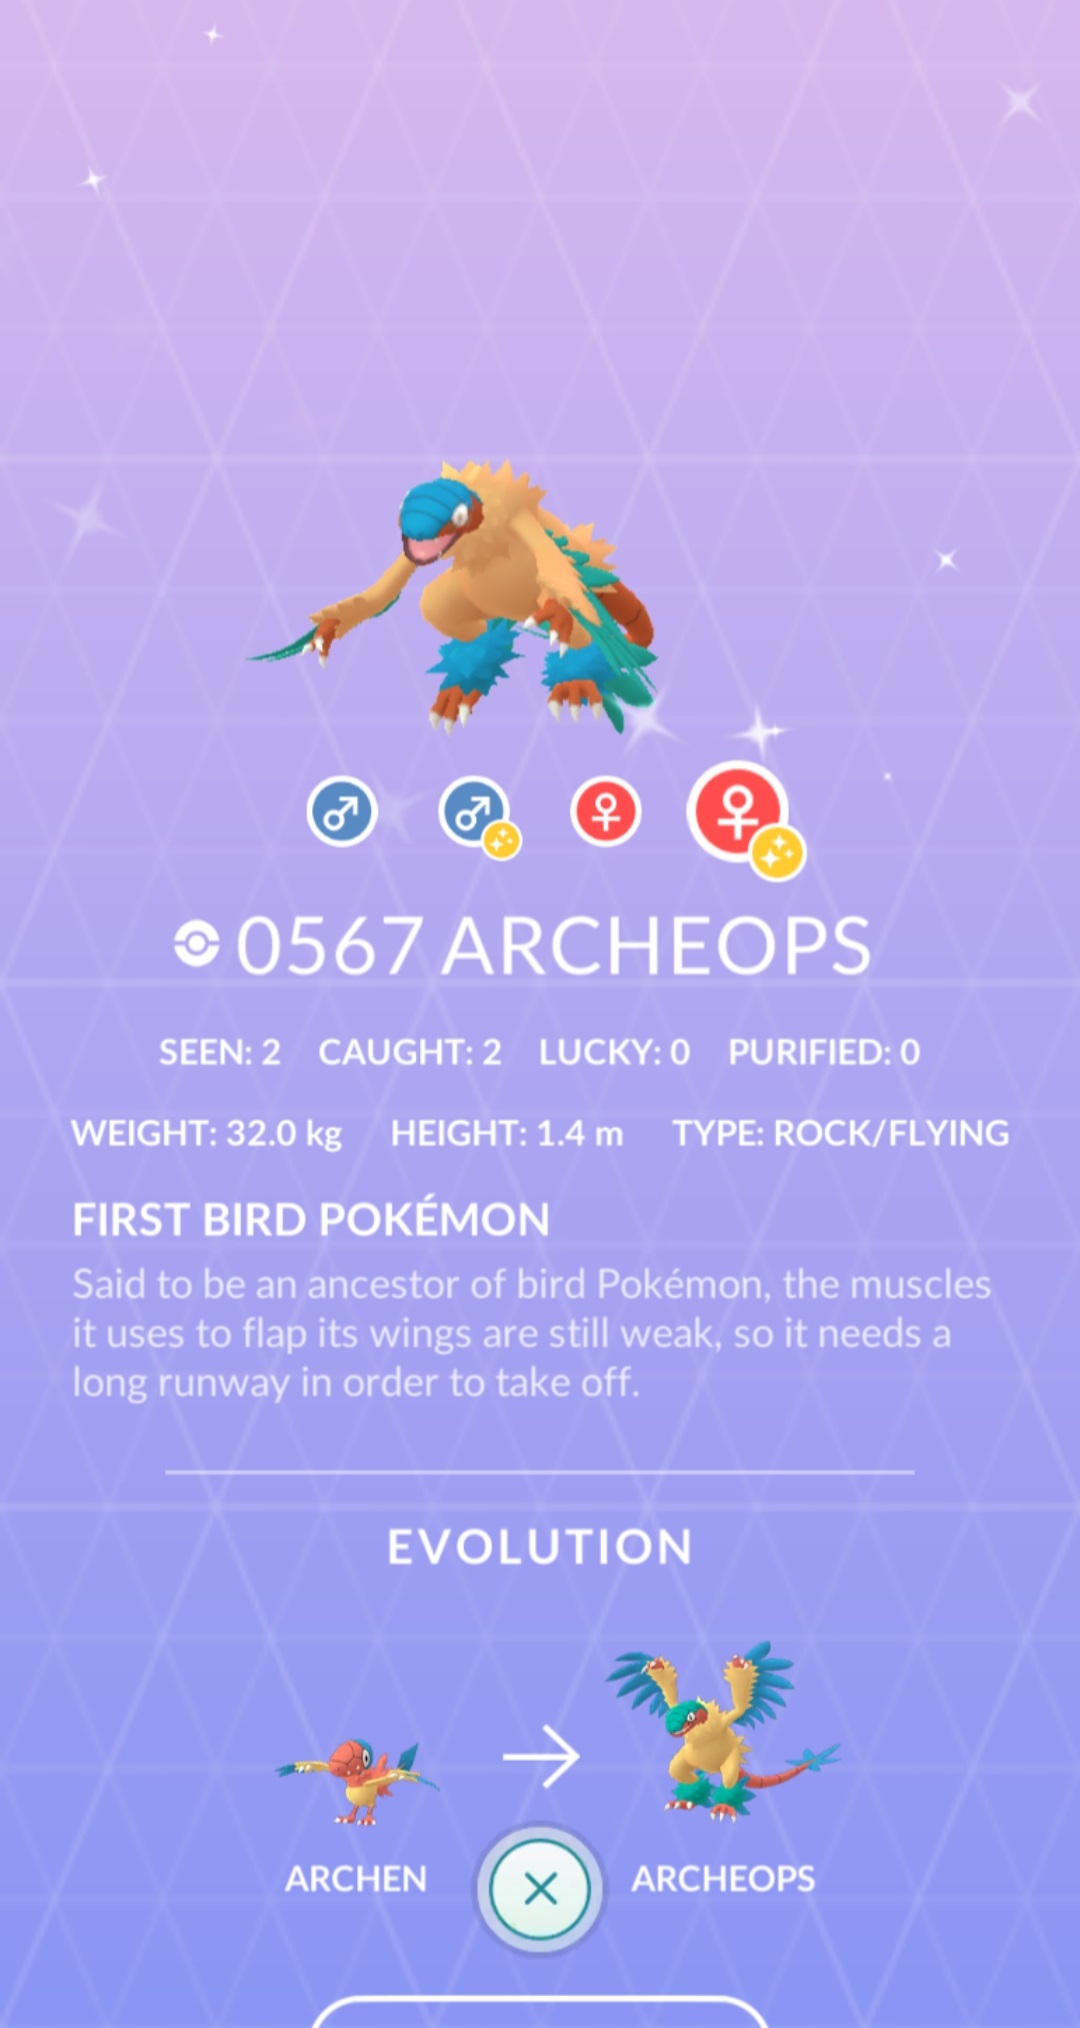 0567 ARCHEOPS
SEEN: 2 CAUGHT: 2 LUCKY: 0 PURIFIED: 0
WEIGHT: 32.0 kg HEIGHT: 1.4 m TYPE: ROCK/FLYING
FIRST BIRD POKÉMON
Said to be an ancestor of bird Pokémon, the muscles
it uses to flap its wings are still weak, so it needs a
long runway in order to take off.
EVOLUTION
ARCHEN ARCHEOPS